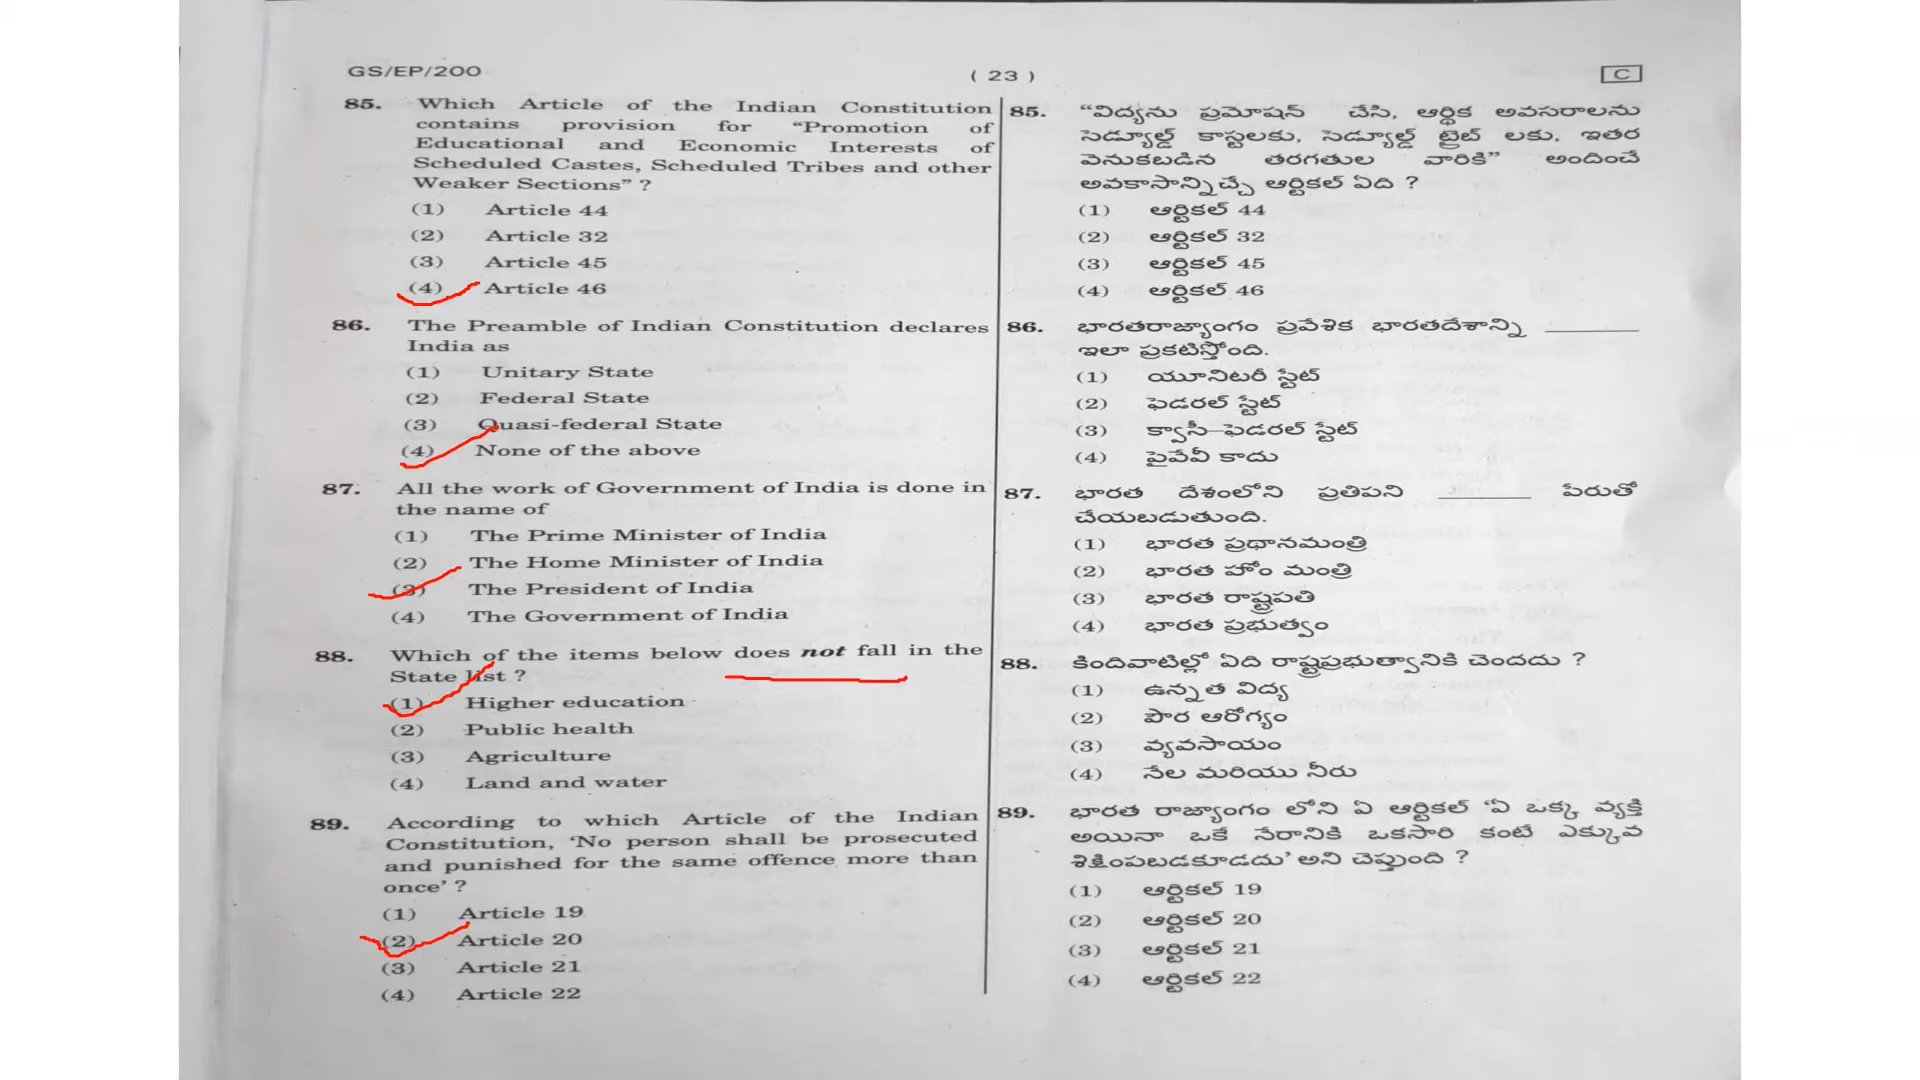 GS/EP/200
( 23 )
C
85. Which Article of the Indian Constitution
contains provision for “Promotion of
Educational and Economic Interests of
Scheduled Castes, Scheduled Tribes and other
Weaker Sections” ?
(1) Article 44
(2) Article 32
(3) Article 45
(4) Article 46
86. The Preamble of Indian Constitution declares
India as
(1) Unitary State
(2) Federal State
(3) Quasi-federal State
(4) None of the above
87. All the work of Government of India is done in
the name of
(1) The Prime Minister of India
(2) The Home Minister of India
(3) The President of India
(4) The Government of India
88. Which of the items below does not fall in the
State list ?
(1) Higher education
(2) Public health
(3) Agriculture
(4) Land and water
89. According to which Article of the Indian
Constitution, ‘No person shall be prosecuted
and punished for the same offence more than
once’ ?
(1) Article 19
(2) Article 20
(3) Article 21
(4) Article 22
85. “విద్యను ప్రమోషన్ చేసి, ఆర్థిక అవసరాలను
సెడ్యూల్డ్ కాస్టలకు, సెడ్యూల్డ్ ట్రైబ్ లకు, ఇతర
వెనుకబడిన తరగతుల వారికి” అందించే
అవకాసాన్నిచ్చే ఆర్టికల్ ఏది ?
(1) ఆర్టికల్ 44
(2) ఆర్టికల్ 32
(3) ఆర్టికల్ 45
(4) ఆర్టికల్ 46
86. భారతరాజ్యాంగం ప్రవేశిక భారతదేశాన్ని ________
ఇలా ప్రకటిస్తోంది.
(1) యూనిటరీ స్టేట్
(2) ఫెడరల్ స్టేట్
(3) క్వాసీ-ఫెడరల్ స్టేట్
(4) పైవేవీ కాదు
87. భారత దేశంలోని ప్రతిపని ________ పేరుతో
చేయబడుతుంది.
(1) భారత ప్రధానమంత్రి
(2) భారత హోం మంత్రి
(3) భారత రాష్ట్రపతి
(4) భారత ప్రభుత్వం
88. కిందివాటిల్లో ఏది రాష్ట్రప్రభుత్వానికి చెందదు ?
(1) ఉన్నత విద్య
(2) పౌర ఆరోగ్యం
(3) వ్యవసాయం
(4) నేల మరియు నీరు
89. భారత రాజ్యాంగం లోని ఏ ఆర్టికల్ ‘ఏ ఒక్క వ్యక్తి
అయినా ఒకే నేరానికి ఒకసారి కంటే ఎక్కువ
శిక్షింపబడకూడదు’ అని చెప్తుంది ?
(1) ఆర్టికల్ 19
(2) ఆర్టికల్ 20
(3) ఆర్టికల్ 21
(4) ఆర్టికల్ 22